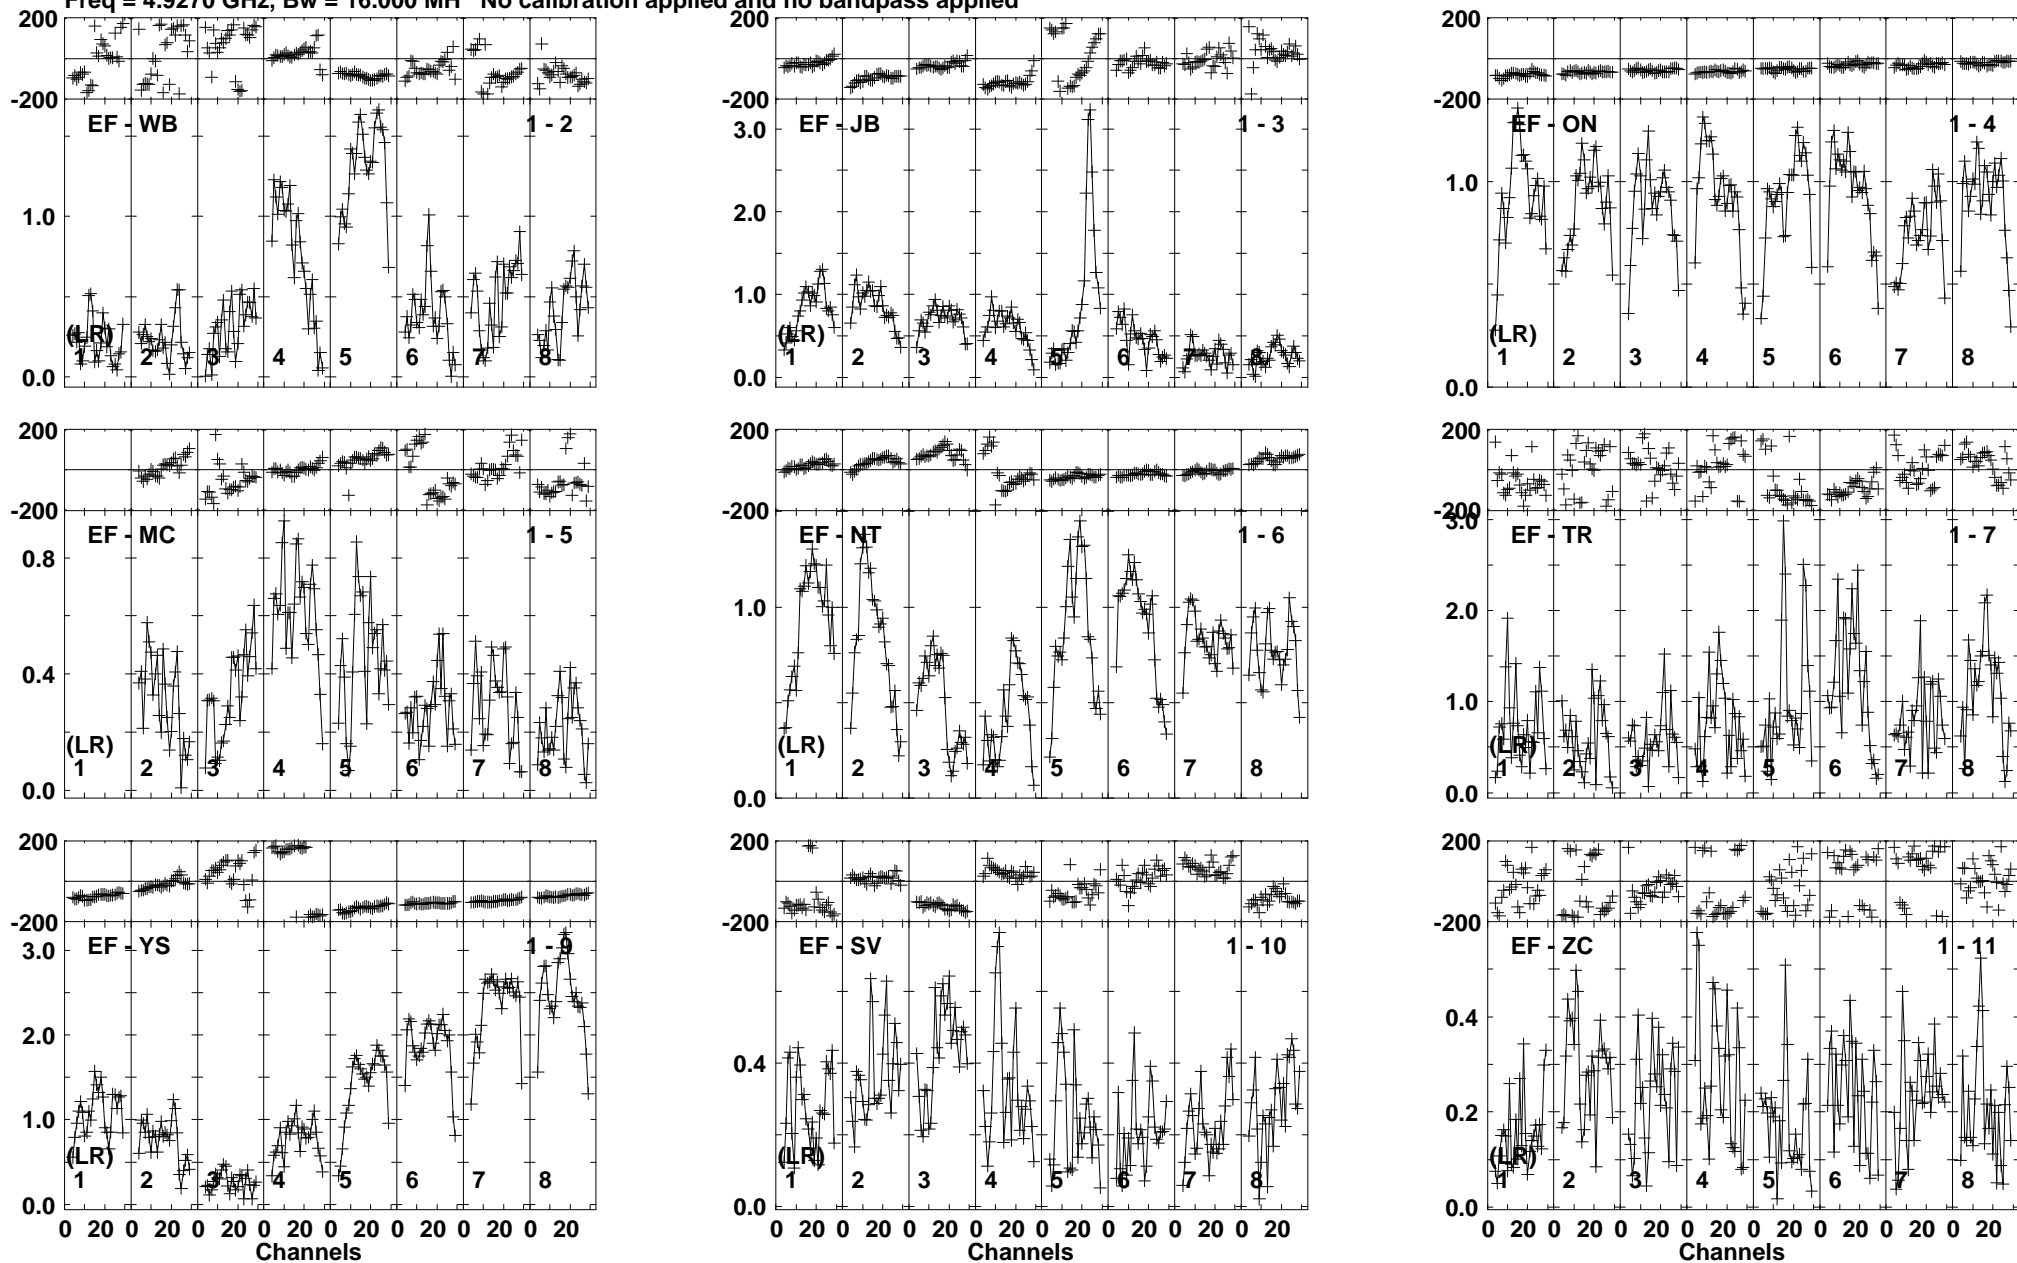 Freq = 4.9270 GHz, Bw = 16.000 MH No calibration applied and no bandpass applied
200
-200
EF - WB 1 - 2
1.0
0.0
(LR)
1 2 3 4 5 6 7 8
200
-200
EF - JB 1 - 3
3.0
2.0
1.0
0.0
(LR)
1 2 3 4 5 6 7 8
200
-200
EF - ON 1 - 4
1.0
0.0
(LR)
1 2 3 4 5 6 7 8
200
-200
EF - MC 1 - 5
0.8
0.4
0.0
(LR)
1 2 3 4 5 6 7 8
200
-200
EF - NT 1 - 6
1.0
0.0
(LR)
1 2 3 4 5 6 7 8
200
-200
EF - TR 1 - 7
3.0
2.0
1.0
0.0
(LR)
1 2 3 4 5 6 7 8
200
-200
EF - YS 1 - 9
3.0
2.0
1.0
0.0
(LR)
1 2 3 4 5 6 7 8
0 20 0 20 0 20 0 20 0 20 0 20 0 20 0 20
Channels
200
-200
EF - SV 1 - 10
0.4
0.0
(LR)
1 2 3 4 5 6 7 8
0 20 0 20 0 20 0 20 0 20 0 20 0 20 0 20
200
-200
EF - ZC 1 - 11
0.4
0.2
0.0
(LR)
1 2 3 4 5 6 7 8
0 20 0 20 0 20 0 20 0 20 0 20 0 20 0 20
Channels